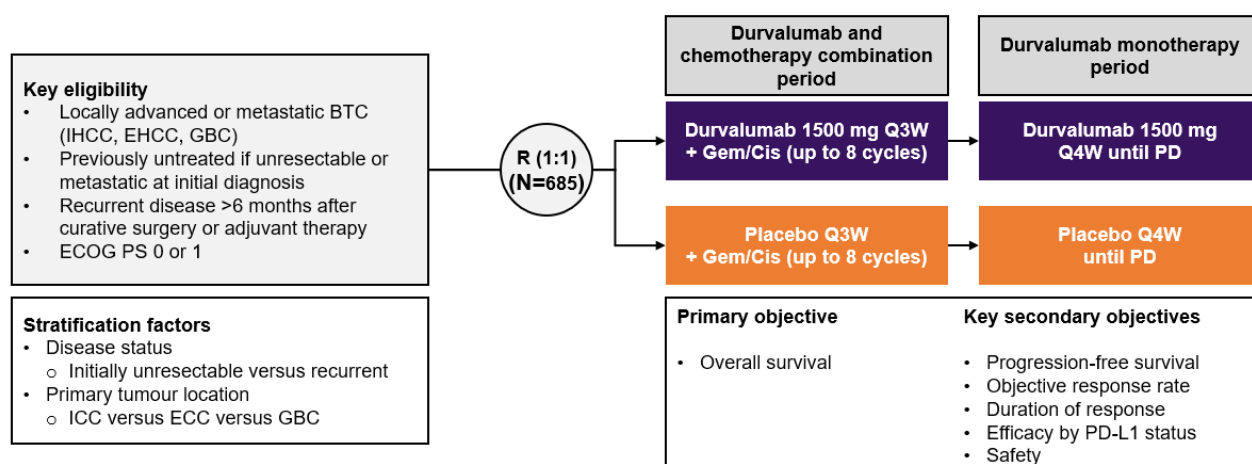 Key eligibility
• Locally advanced or metastatic BTC
(IHCC, EHCC, GBC)
• Previously untreated if unresectable or
metastatic at initial diagnosis
• Recurrent disease >6 months after
curative surgery or adjuvant therapy
• ECOG PS 0 or 1
Stratification factors
• Disease status
o Initially unresectable versus recurrent
• Primary tumour location
o ICC versus ECC versus GBC
R (1:1)
(N=685)
Durvalumab and
chemotherapy combination
period
Durvalumab monotherapy
period
Durvalumab 1500 mg Q3W
+ Gem/Cis (up to 8 cycles)
Durvalumab 1500 mg
Q4W until PD
Placebo Q3W
+ Gem/Cis (up to 8 cycles)
Placebo Q4W
until PD
Primary objective
• Overall survival
Key secondary objectives
• Progression-free survival
• Objective response rate
• Duration of response
• Efficacy by PD-L1 status
• Safety